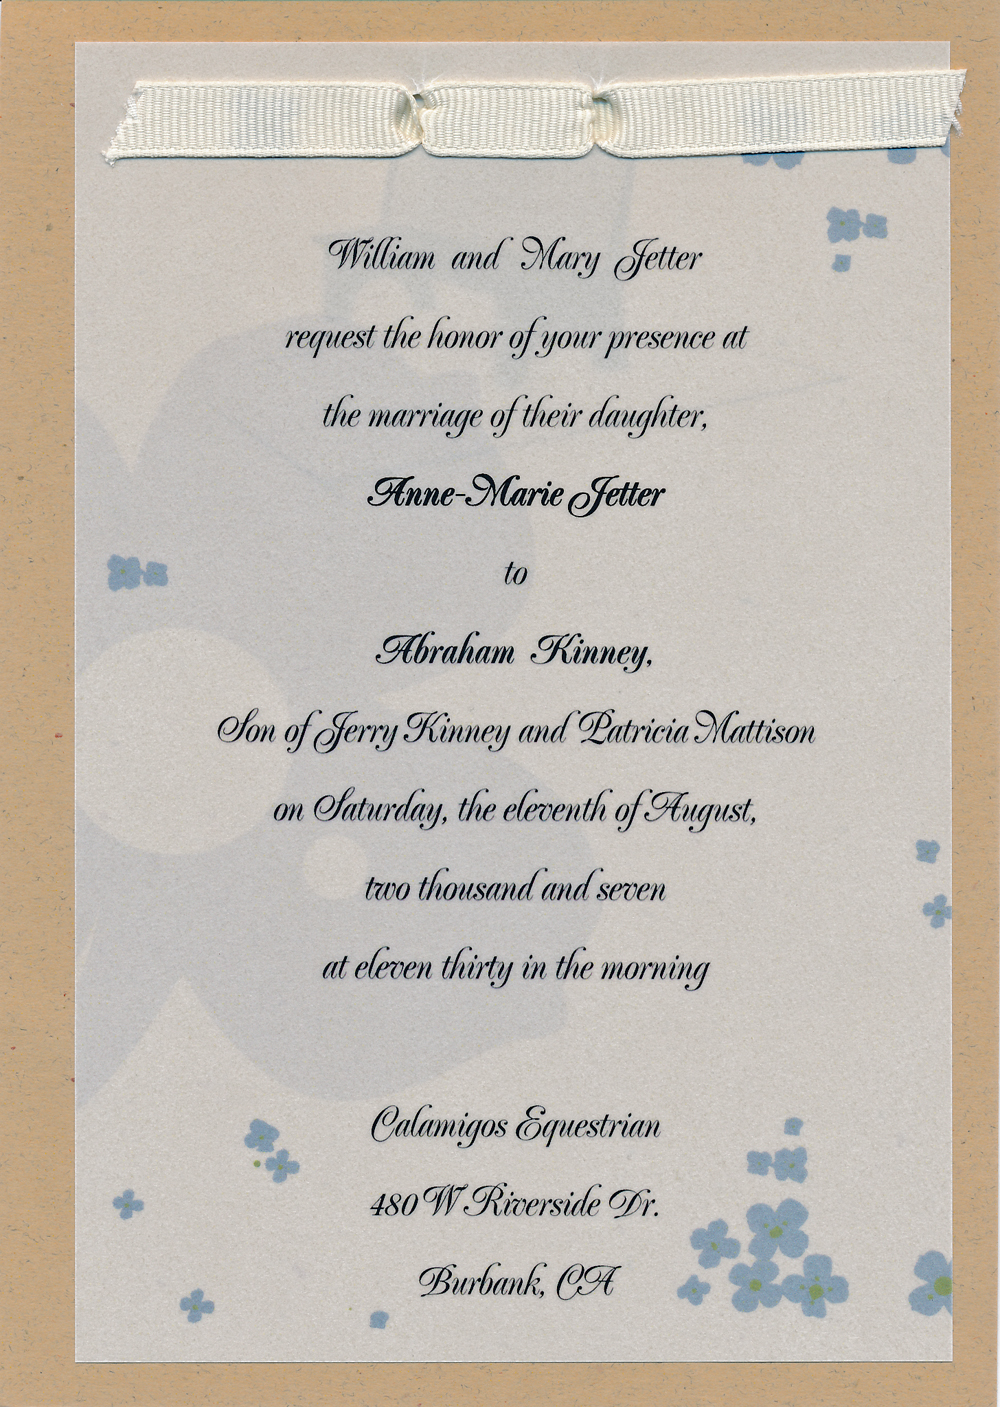 William and Mary Jetter
request the honor of your presence at
the marriage of their daughter,
Anne-Marie Jetter
to
Abraham Kinney,
Son of Jerry Kinney and Patricia Mattison
on Saturday, the eleventh of August,
two thousand and seven
at eleven thirty in the morning
Calamigos Equestrian
480 W Riverside Dr.
Burbank, CA